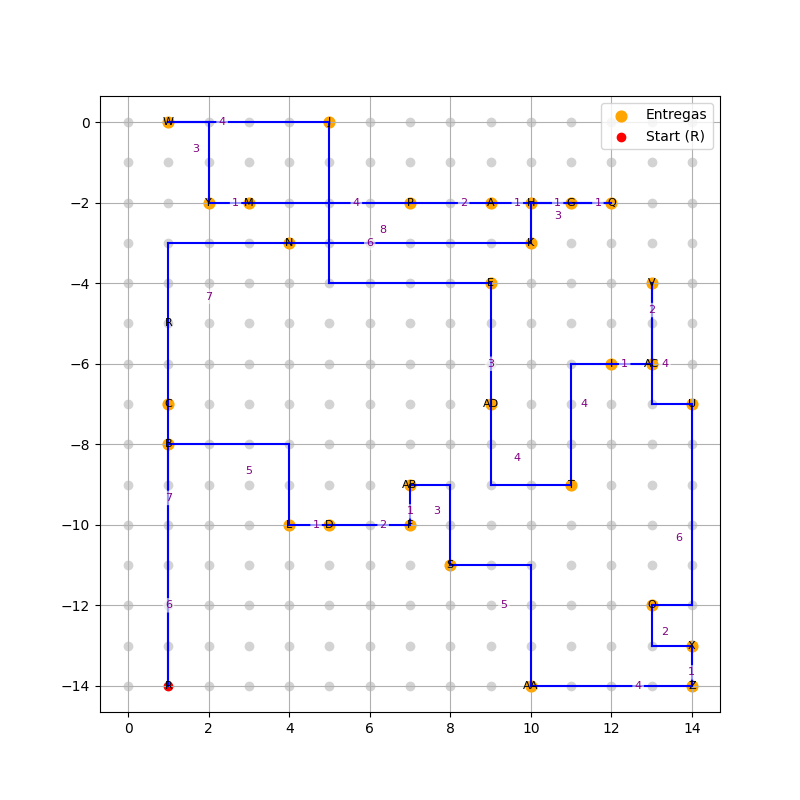 Entregas
Start (R)
0
W
4
3
-2
Y 1 M 4 P 2 A 1 H 1 G 1 Q
3
8
N 6 K
-4
E V
7
2
R
-6
3 1 AC 4
C AD 4 U
-8
B
4
5
AB T
7
1 3
-10
L 1 D 2 F
6
S
-12
6 5 O
2
X
1
-14
AA 4 Z
0 2 4 6 8 10 12 14